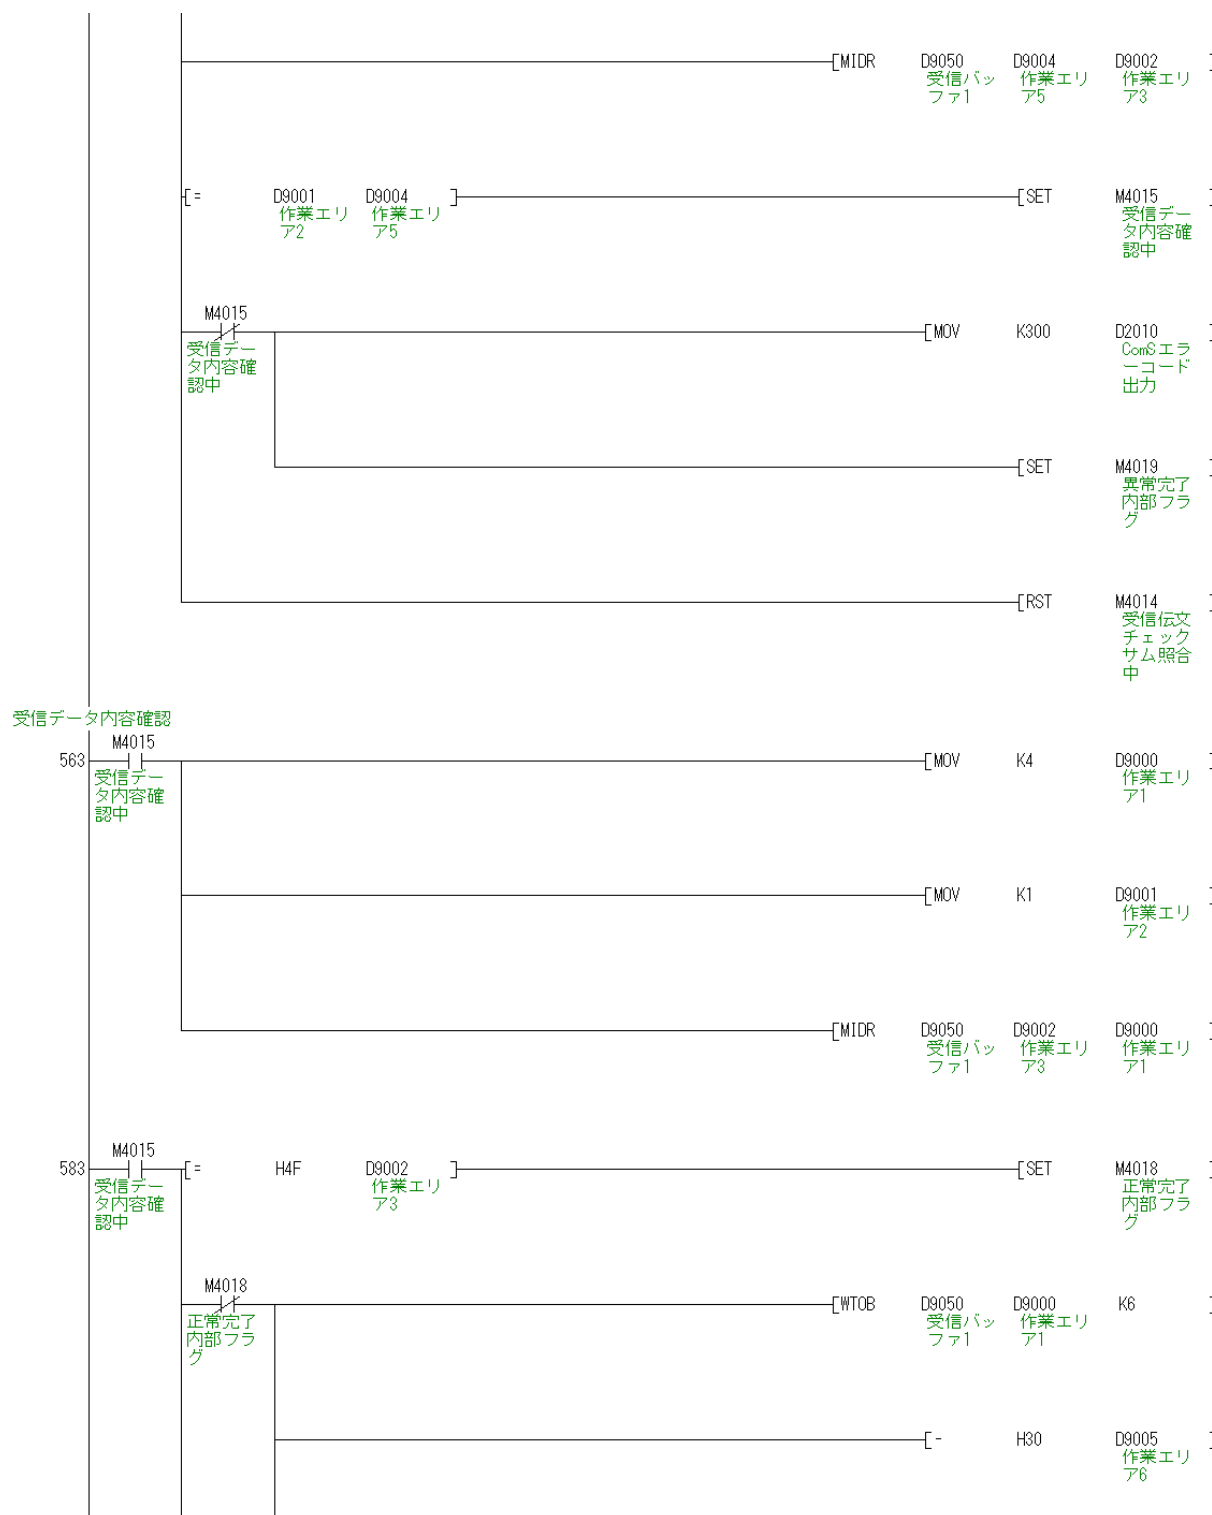 [MIDR D9050 D9004 D9002 ]
受信バッ 作業エリ 作業エリ
ファ1 ア5 ア3
[= D9001 D9004 ] [SET M4015 ]
作業エリ 作業エリ 受信デー
ア2 ア5 タ内容確
認中
M4015
[MOV K300 D2010 ]
受信デー ComSエラ
タ内容確 ーコード
認中 出力
[SET M4019 ]
異常完了
内部フラ
グ
[RST M4014 ]
受信伝文
チェック
サム照合
中
受信データ内容確認
M4015
563 [MOV K4 D9000 ]
受信デー 作業エリ
タ内容確 ア1
認中
[MOV K1 D9001 ]
作業エリ
ア2
[MIDR D9050 D9002 D9000 ]
受信バッ 作業エリ 作業エリ
ファ1 ア3 ア1
M4015
583 [= H4F D9002 ] [SET M4018 ]
受信デー 作業エリ 正常完了
タ内容確 ア3 内部フラ
認中 グ
M4018
[WTOB D9050 D9000 K6 ]
正常完了 受信バッ 作業エリ
内部フラ ファ1 ア1
グ
[- H30 D9005 ]
作業エリ
ア6